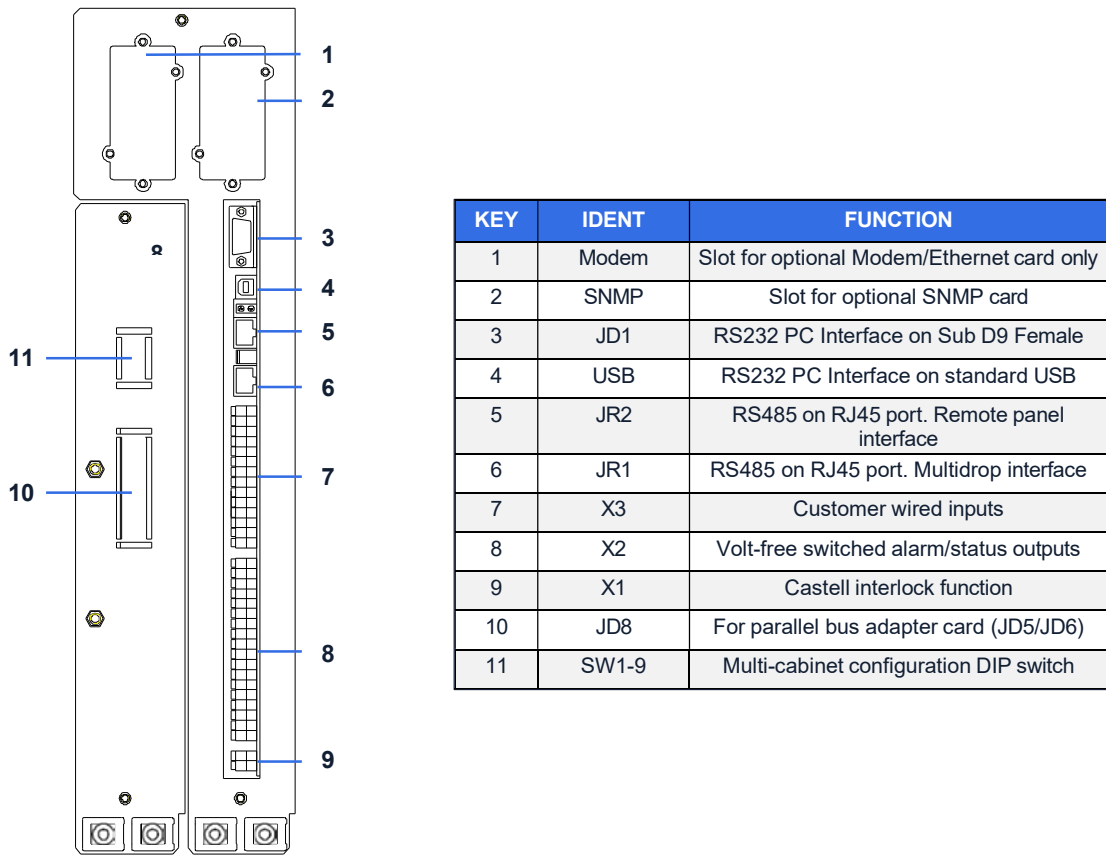 1
2
3
4
5
6
7
8
9
11
10
Ω
KEY IDENT FUNCTION
1 Modem Slot for optional Modem/Ethernet card only
2 SNMP Slot for optional SNMP card
3 JD1 RS232 PC Interface on Sub D9 Female
4 USB RS232 PC Interface on standard USB
5 JR2 RS485 on RJ45 port. Remote panel
interface
6 JR1 RS485 on RJ45 port. Multidrop interface
7 X3 Customer wired inputs
8 X2 Volt-free switched alarm/status outputs
9 X1 Castell interlock function
10 JD8 For parallel bus adapter card (JD5/JD6)
11 SW1-9 Multi-cabinet configuration DIP switch